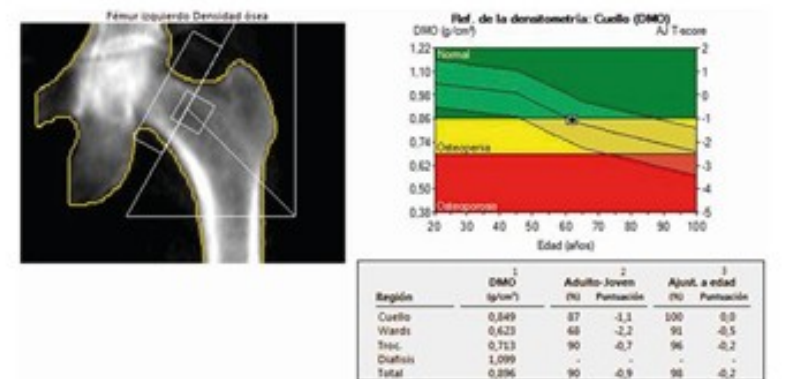 Fémur izquierdo Densidad ósea
Ref. de la densitometría: Cuello (DMO)
DMO (g/cm²) AJ T-score
1.22 2
Normal
1.10 1
0.98 0
0.86 -1
0.74 -2
Osteopenia
0.62 -3
0.50 -4
Osteoporosis
0.38 -5
20 30 40 50 60 70 80 90 100
Edad (años)
1 2 3
DMO Adulto-Joven Ajust. a edad
Región (g/cm²) (%) Puntuación (%) Puntuación
Cuello 0,849 87 -1,1 100 0,0
Wards 0,623 68 -2,2 91 -0,5
Troc. 0,713 90 -0,7 96 -0,2
Diafisis 1,099 - - - -
Total 0,896 90 -0,9 98 -0,2